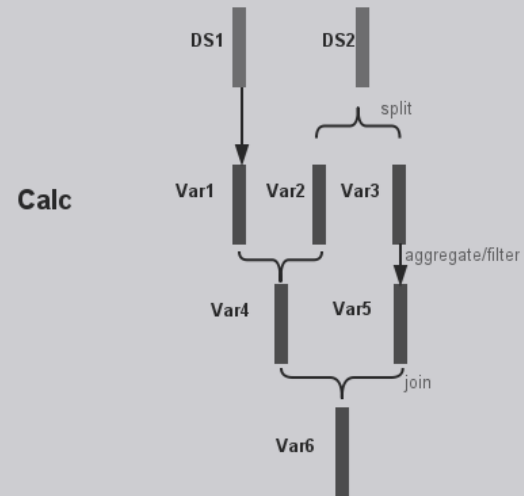 DS1
DS2
split
Calc
Var1
Var2
Var3
aggregate/filter
Var4
Var5
join
Var6